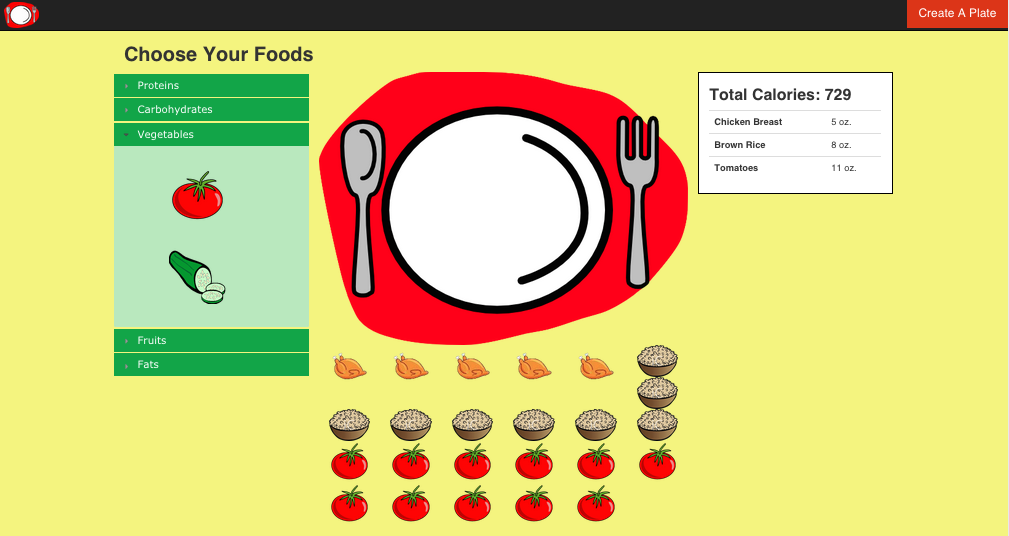 Create A Plate
Choose Your Foods
Proteins
Carbohydrates
Vegetables
Fruits
Fats
Total Calories: 729
Chicken Breast 5 oz.
Brown Rice 8 oz.
Tomatoes 11 oz.